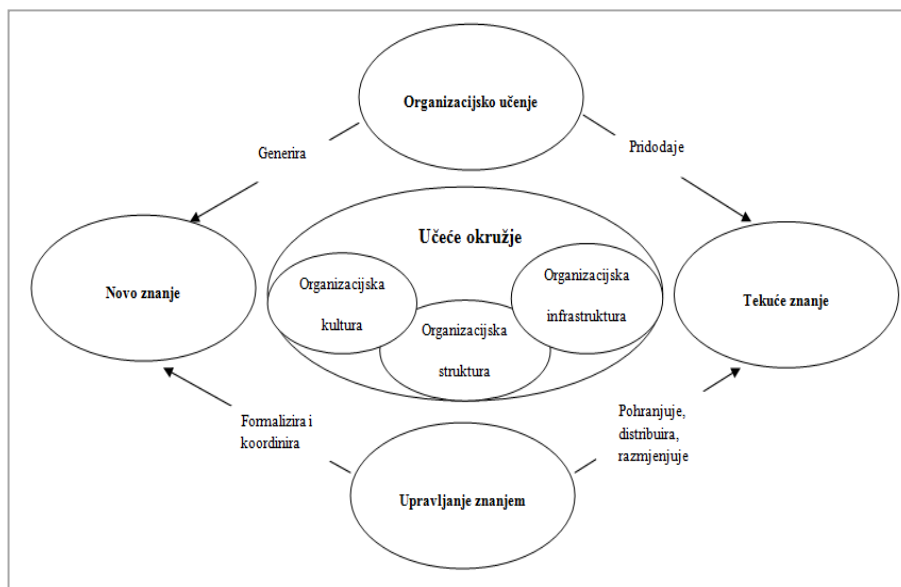 Organizacijsko učenje
Generira
Pridodaje
Učeće okružje
Novo znanje
Organizacijska
kultura
Organizacijska
struktura
Organizacijska
infrastruktura
Tekuće znanje
Formalizira i
koordinira
Pohranjuje,
distribuira,
razmjenjuje
Upravljanje znanjem